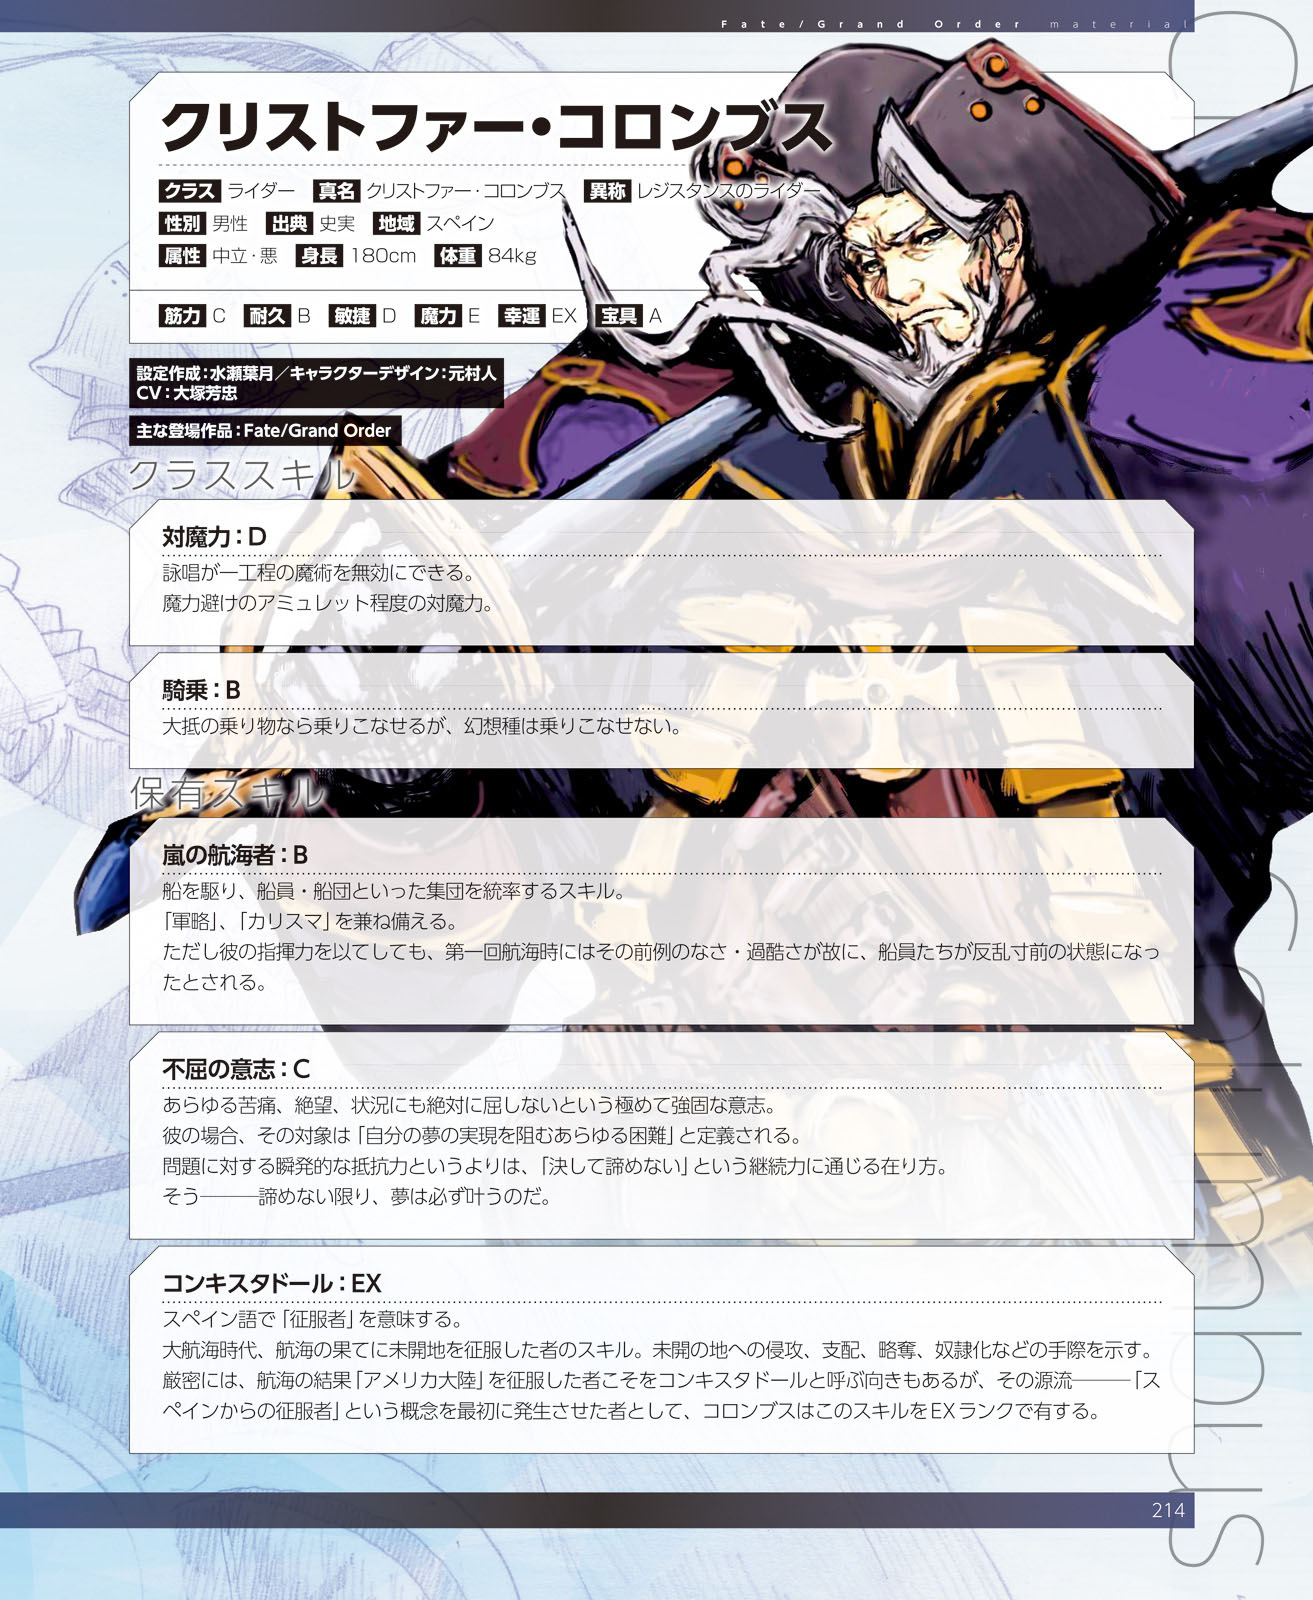 Fate/Grand Order material
クリストファー・コロンブス
クラス ライダー 真名 クリストファー・コロンブス 異称 レジスタンスのライダー
性別 男性 出典 史実 地域 スペイン
属性 中立・悪 身長 180cm 体重 84kg
筋力 C 耐久 B 敏捷 D 魔力 E 幸運 EX 宝具 A
設定作成：水瀬葉月／キャラクターデザイン：元村人
CV：大塚芳忠
主な登場作品：Fate/Grand Order
クラススキル
対魔力：D
詠唱が一工程の魔術を無効にできる。
魔力避けのアミュレット程度の対魔力。
騎乗：B
大抵の乗り物なら乗りこなせるが、幻想種は乗りこなせない。
保有スキル
嵐の航海者：B
船を駆り、船員・船団といった集団を統率するスキル。
「軍略」、「カリスマ」を兼ね備える。
ただし彼の指揮力を以てしても、第一回航海時にはその前例のなさ・過酷さが故に、船員たちが反乱寸前の状態になっ
たとされる。
不屈の意志：C
あらゆる苦痛、絶望、状況にも絶対に屈しないという極めて強固な意志。
彼の場合、その対象は「自分の夢の実現を阻むあらゆる困難」と定義される。
問題に対する瞬発的な抵抗力というよりは、「決して諦めない」という継続力に通じる在り方。
そう———諦めない限り、夢は必ず叶うのだ。
コンキスタドール：EX
スペイン語で「征服者」を意味する。
大航海時代、航海の果てに未開地を征服した者のスキル。未開の地への侵攻、支配、略奪、奴隷化などの手際を示す。
厳密には、航海の結果「アメリカ大陸」を征服した者こそをコンキスタドールと呼ぶ向きもあるが、その源流———「ス
ペインからの征服者」という概念を最初に発生させた者として、コロンブスはこのスキルをEXランクで有する。
214